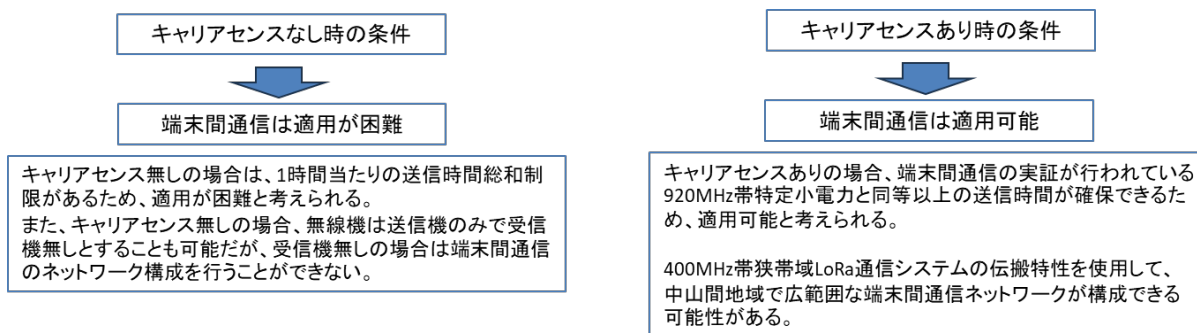 キャリアセンスなし時の条件
端末間通信は適用が困難
キャリアセンス無しの場合は、1時間当たりの送信時間総和制
限があるため、適用が困難と考えられる。
また、キャリアセンス無しの場合、無線機は送信機のみで受信
機無しとすることも可能だが、受信機無しの場合は端末間通信
のネットワーク構成を行うことができない。
キャリアセンスあり時の条件
端末間通信は適用可能
キャリアセンスありの場合、端末間通信の実証が行われている
920MHz帯特定小電力と同等以上の送信時間が確保できるた
め、適用可能と考えられる。
400MHz帯狭帯域LoRa通信システムの伝搬特性を使用して、
中山間地域で広範囲な端末間通信ネットワークが構成できる
可能性がある。